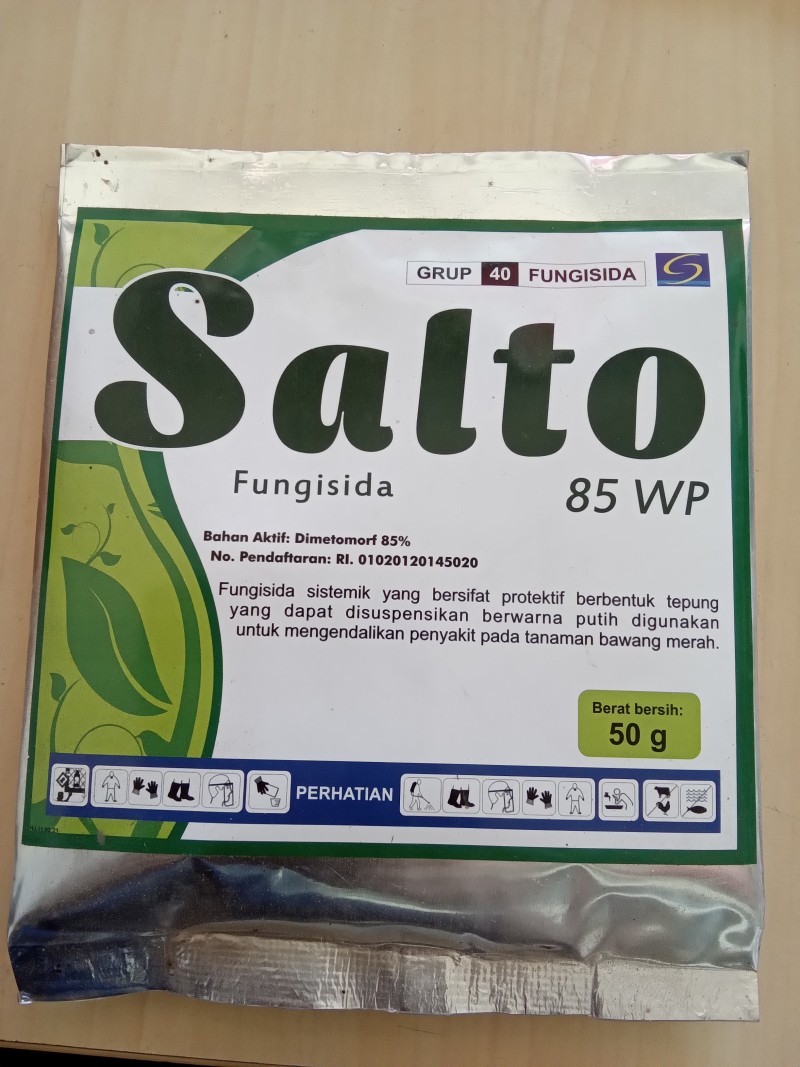 GRUP 40 FUNGISIDA
Salto
Fungisida
85 WP
Bahan Aktif: Dimetomorf 85%
No. Pendaftaran: RI. 01020120145020
Fungisida sistemik yang bersifat protektif berbentuk tepung
yang dapat disuspensikan berwarna putih digunakan
untuk mengendalikan penyakit pada tanaman bawang merah.
Berat bersih:
50 g
PERHATIAN